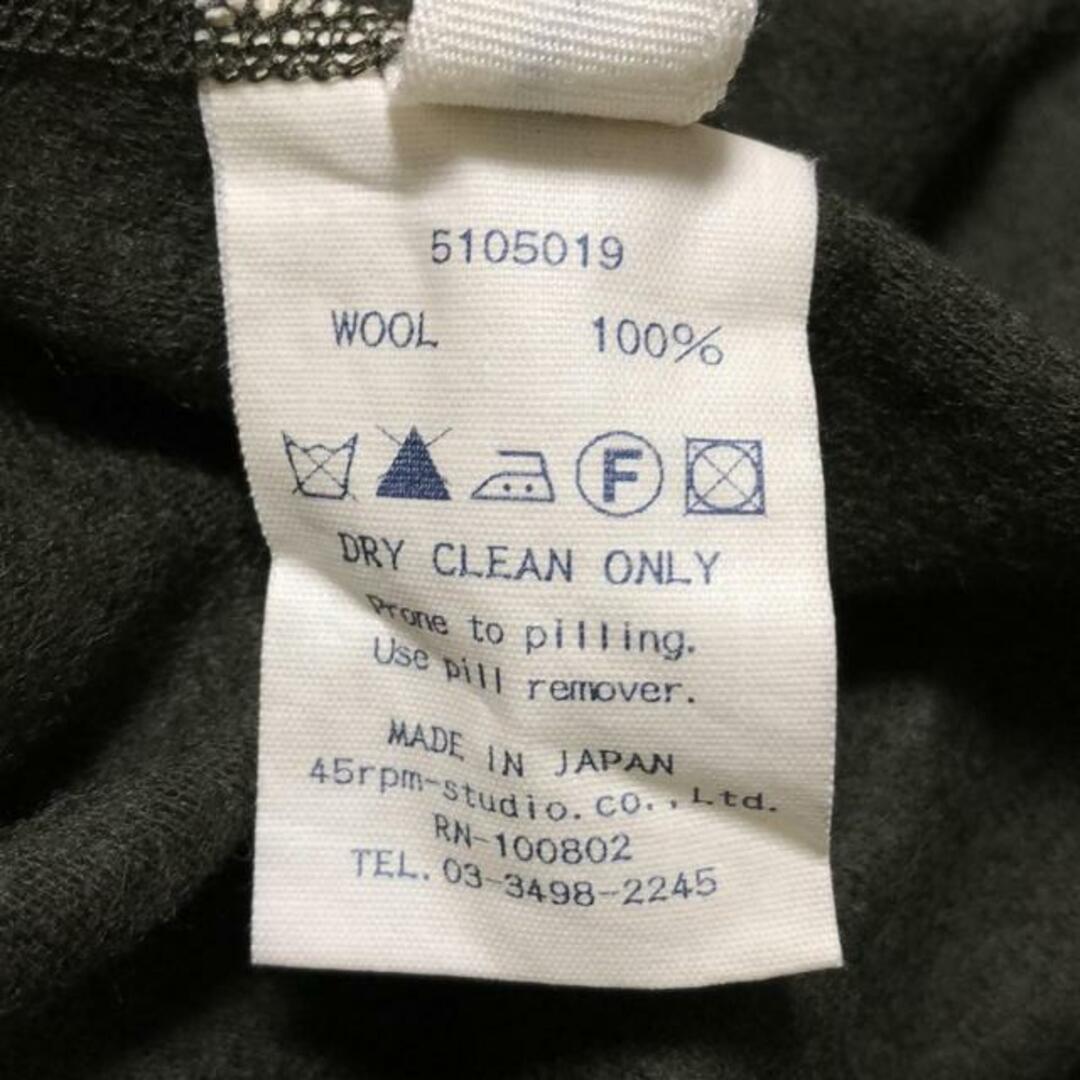 5105019
WOOL 100%
F
DRY CLEAN ONLY
Prone to pilling.
Use pill remover.
MADE IN JAPAN
45rpm-studio.CO.,Ltd.
RN-100802
TEL.03-3498-2245